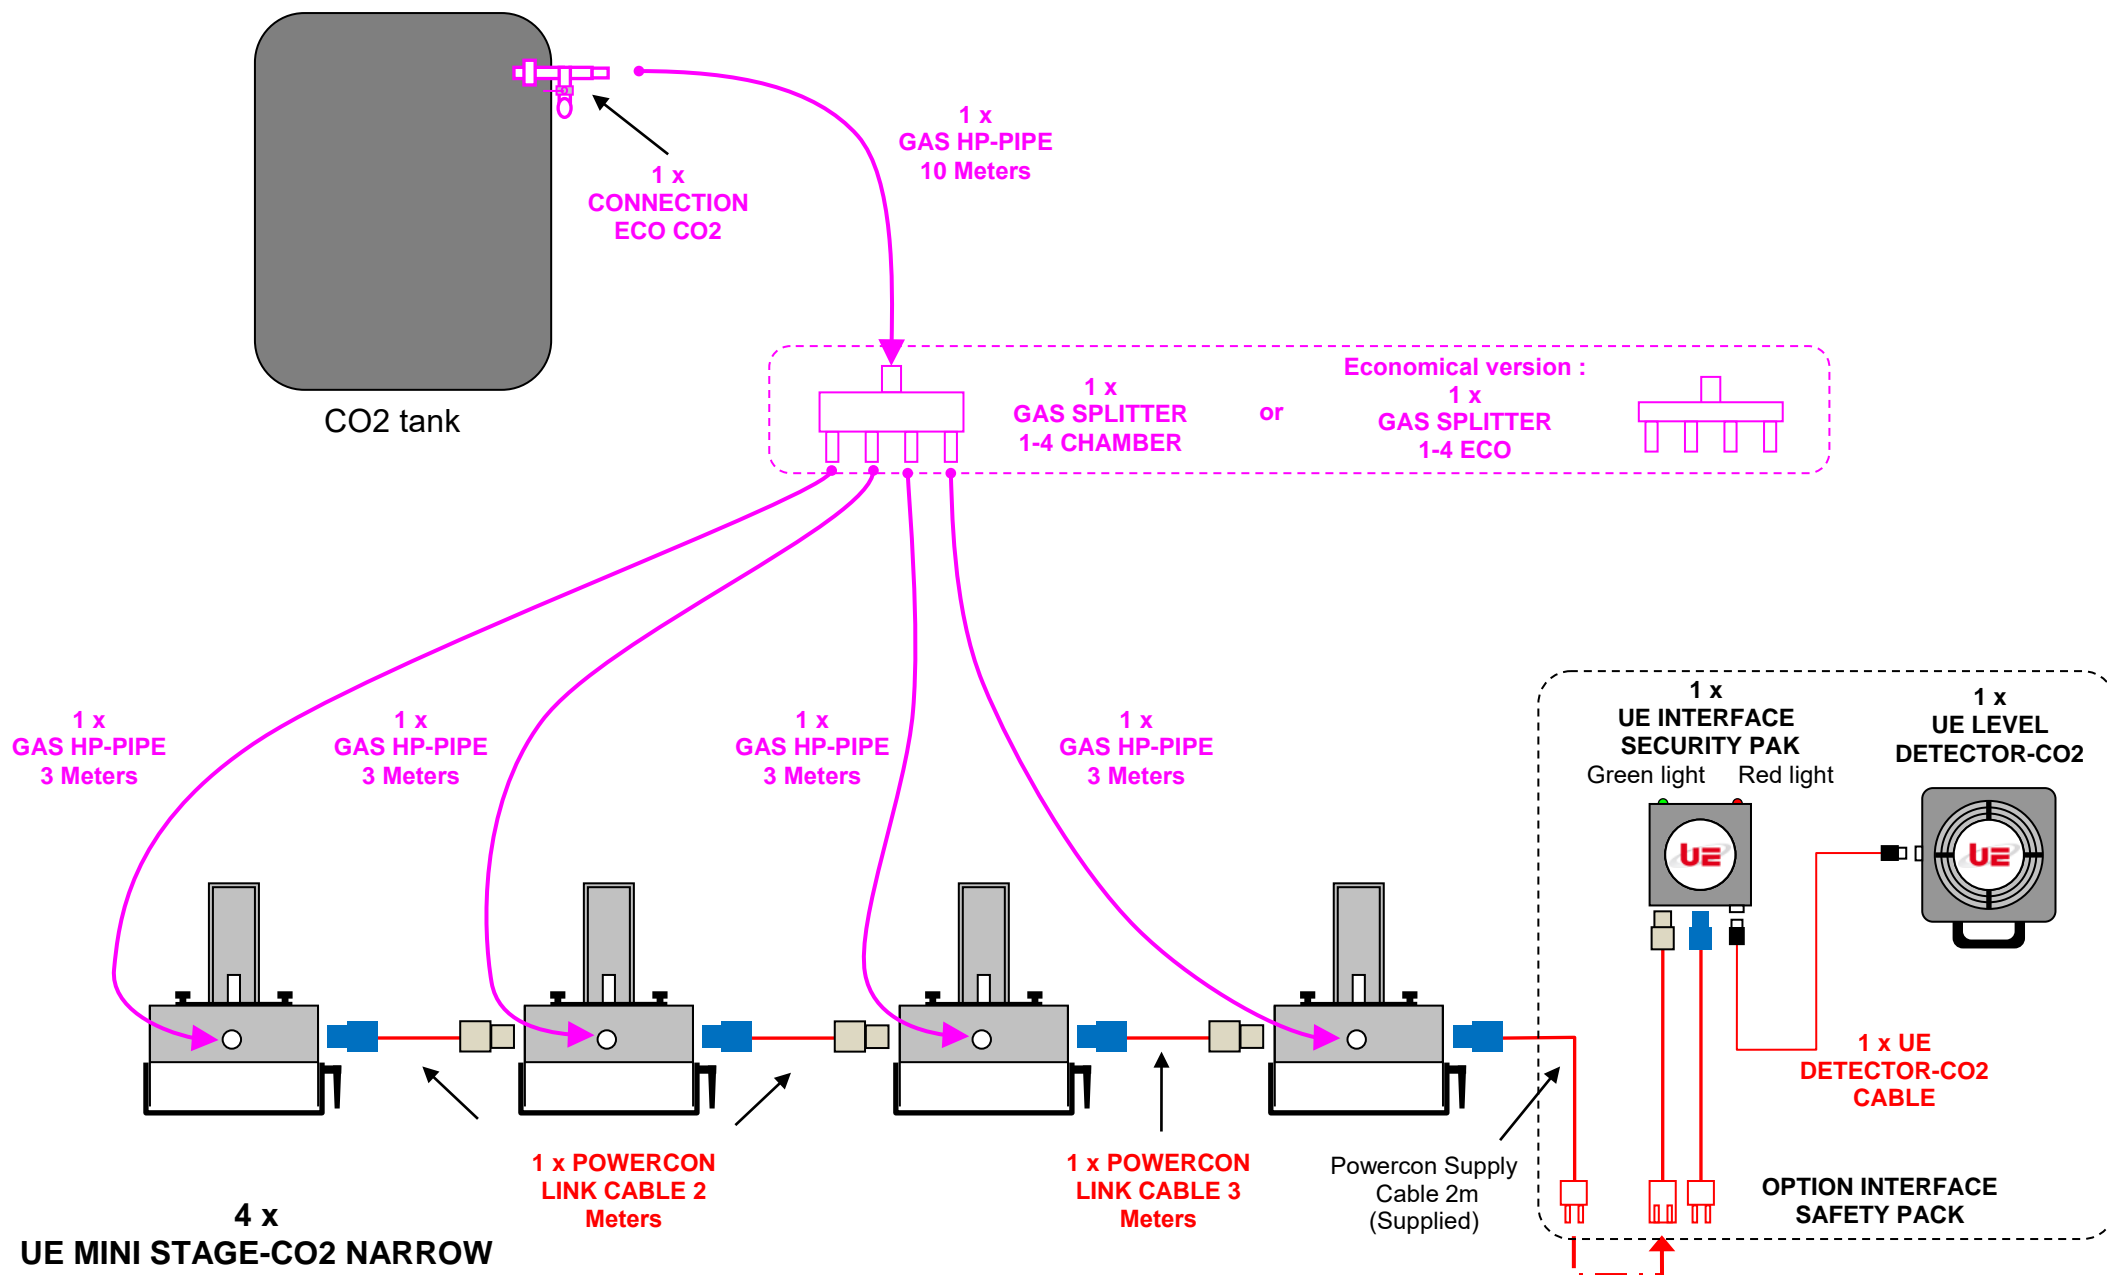 1 x
GAS HP-PIPE
10 Meters
1 x
CONNECTION
ECO CO2
CO2 tank
1 x
GAS SPLITTER
1-4 CHAMBER
or
Economical version :
1 x
GAS SPLITTER
1-4 ECO
1 x
GAS HP-PIPE
3 Meters
1 x
GAS HP-PIPE
3 Meters
1 x
GAS HP-PIPE
3 Meters
1 x
GAS HP-PIPE
3 Meters
1 x
UE INTERFACE
SECURITY PAK
Green light
Red light
1 x
UE LEVEL
DETECTOR-CO2
UE
UE
1 x UE
DETECTOR-CO2
CABLE
1 x POWERCON
LINK CABLE 2
Meters
1 x POWERCON
LINK CABLE 3
Meters
Powercon Supply
Cable 2m
(Supplied)
OPTION INTERFACE
SAFETY PACK
4 x
UE MINI STAGE-CO2 NARROW